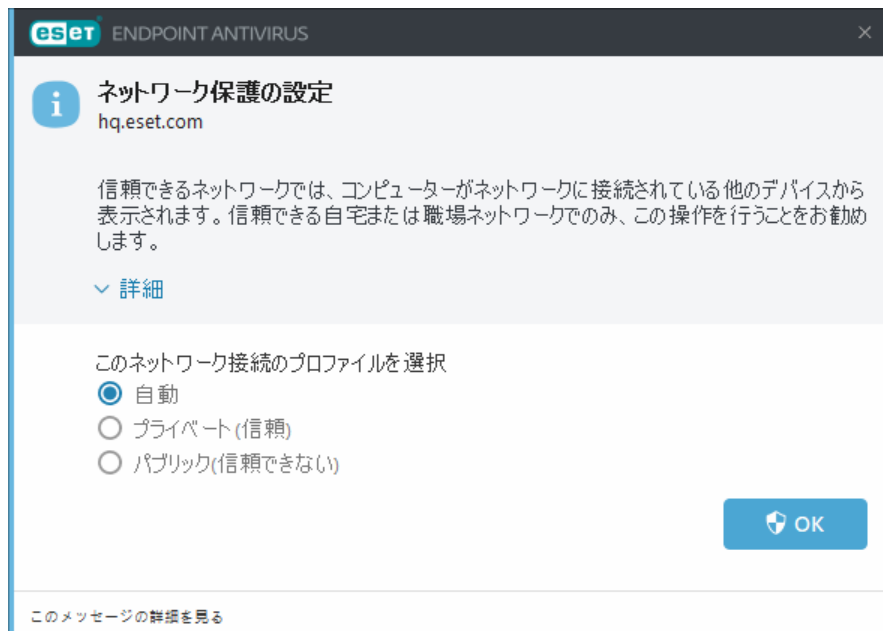 eset ENDPOINT ANTIVIRUS
ネットワーク保護の設定
hq.eset.com
信頼できるネットワークでは、コンピューターがネットワークに接続されている他のデバイスから
表示されます。信頼できる自宅または職場ネットワークでのみ、この操作を行うことをお勧め
します。
詳細
このネットワーク接続のプロファイルを選択
自動
プライベート(信頼)
パブリック(信頼できない)
OK
このメッセージの詳細を見る